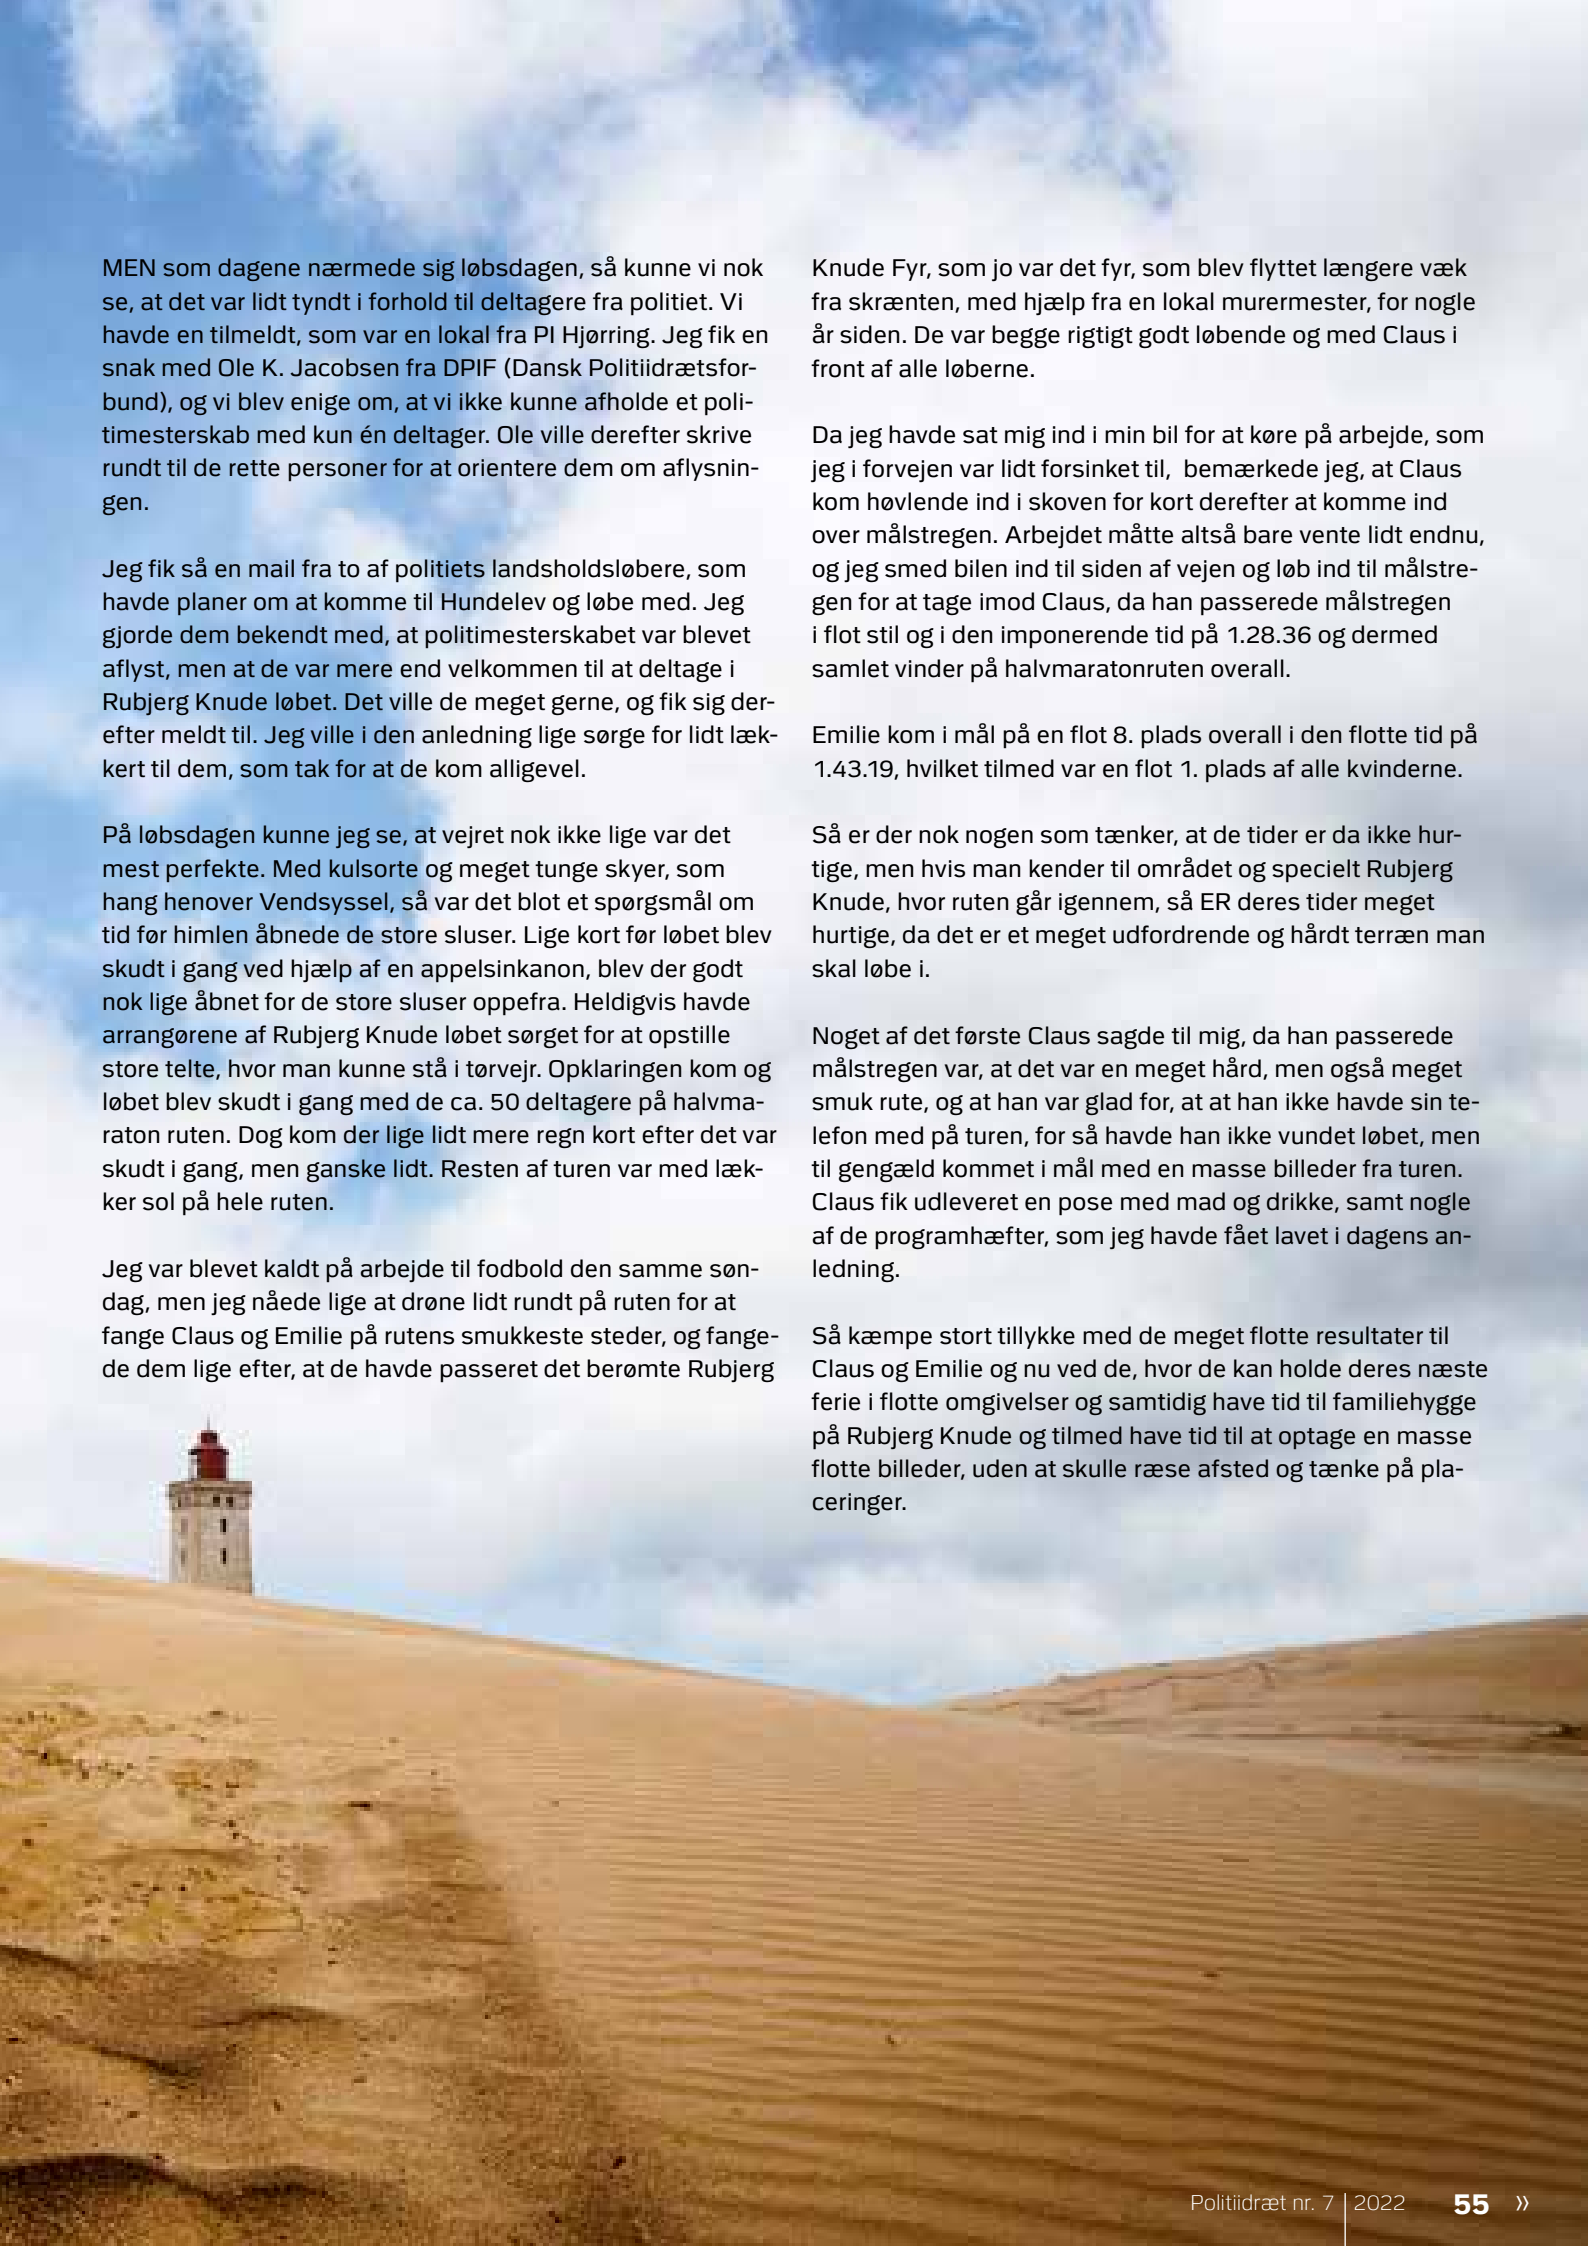 MEN som dagene nærmede sig løbsdagen, så kunne vi nok
se, at det var lidt tyndt i forhold til deltagere fra politiet. Vi
havde en tilmeldt, som var en lokal fra PI Hjørring. Jeg fik en
snak med Ole K. Jacobsen fra DPIF (Dansk Politiidrætsfor-
bund), og vi blev enige om, at vi ikke kunne afholde et poli-
timesterskab med kun én deltager. Ole ville derefter skrive
rundt til de rette personer for at orientere dem om aflysnin-
gen.
Jeg fik så en mail fra to af politiets landsholdsløbere, som
havde planer om at komme til Hundelev og løbe med. Jeg
gjorde dem bekendt med, at politimesterskabet var blevet
aflyst, men at de var mere end velkommen til at deltage i
Rubjerg Knude løbet. Det ville de meget gerne, og fik sig der-
efter meldt til. Jeg ville i den anledning lige sørge for lidt læk-
kert til dem, som tak for at de kom alligevel.
På løbsdagen kunne jeg se, at vejret nok ikke lige var det
mest perfekte. Med kulsorte og meget tunge skyer, som
hang henover Vendsyssel, så var det blot et spørgsmål om
tid før himlen åbnede de store sluser. Lige kort før løbet blev
skudt i gang ved hjælp af en appelsinkanon, blev der godt
nok lige åbnet for de store sluser oppefra. Heldigvis havde
arrangørene af Rubjerg Knude løbet sørget for at opstille
store telte, hvor man kunne stå i tørvejr. Opklaringen kom og
løbet blev skudt i gang med de ca. 50 deltagere på halvma-
raton ruten. Dog kom der lige lidt mere regn kort efter det var
skudt i gang, men ganske lidt. Resten af turen var med læk-
ker sol på hele ruten.
Jeg var blevet kaldt på arbejde til fodbold den samme søn-
dag, men jeg nåede lige at drøne lidt rundt på ruten for at
fange Claus og Emilie på rutens smukkeste steder, og fange-
de dem lige efter, at de havde passeret det berømte Rubjerg
Knude Fyr, som jo var det fyr, som blev flyttet længere væk
fra skrænten, med hjælp fra en lokal murermester, for nogle
år siden. De var begge rigtigt godt løbende og med Claus i
front af alle løberne.
Da jeg havde sat mig ind i min bil for at køre på arbejde, som
jeg i forvejen var lidt forsinket til, bemærkede jeg, at Claus
kom høvlende ind i skoven for kort derefter at komme ind
over målstregen. Arbejdet måtte altså bare vente lidt endnu,
og jeg smed bilen ind til siden af vejen og løb ind til målstre-
gen for at tage imod Claus, da han passerede målstregen
i flot stil og i den imponerende tid på 1.28.36 og dermed
samlet vinder på halvmaratonruten overall.
Emilie kom i mål på en flot 8. plads overall i den flotte tid på
1.43.19, hvilket tilmed var en flot 1. plads af alle kvinderne.
Så er der nok nogen som tænker, at de tider er da ikke hur-
tige, men hvis man kender til området og specielt Rubjerg
Knude, hvor ruten går igennem, så ER deres tider meget
hurtige, da det er et meget udfordrende og hårdt terræn man
skal løbe i.
Noget af det første Claus sagde til mig, da han passerede
målstregen var, at det var en meget hård, men også meget
smuk rute, og at han var glad for, at at han ikke havde sin te-
lefon med på turen, for så havde han ikke vundet løbet, men
til gengæld kommet i mål med en masse billeder fra turen.
Claus fik udleveret en pose med mad og drikke, samt nogle
af de programhæfter, som jeg havde fået lavet i dagens an-
ledning.
Så kæmpe stort tillykke med de meget flotte resultater til
Claus og Emilie og nu ved de, hvor de kan holde deres næste
ferie i flotte omgivelser og samtidig have tid til familiehygge
på Rubjerg Knude og tilmed have tid til at optage en masse
flotte billeder, uden at skulle ræse afsted og tænke på pla-
ceringer.
Politiidræt nr. 7 | 2022 55 »